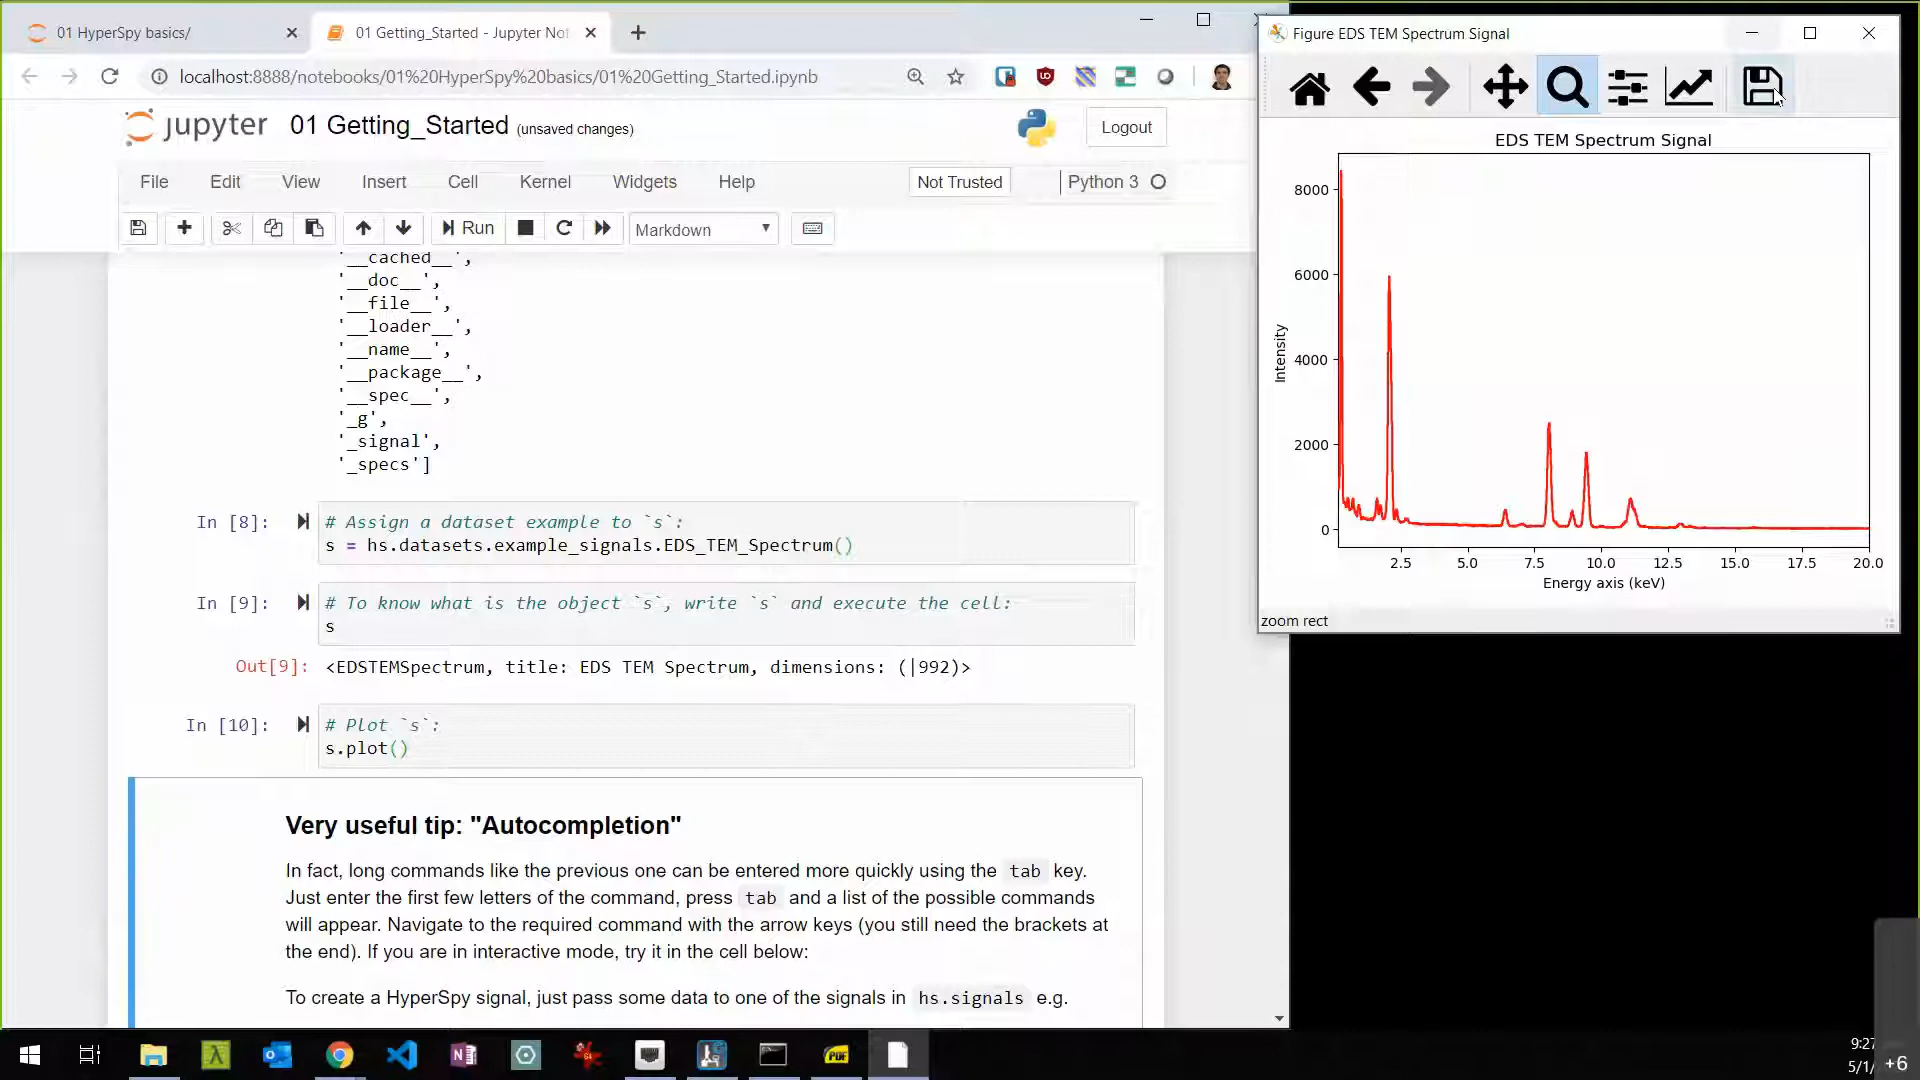 01 HyperSpy basics/
01 Getting_Started - Jupyter Not
localhost:8888/notebooks/01%20HyperSpy%20basics/01%20Getting_Started.ipynb
jupyter 01 Getting_Started (unsaved changes)
Logout
File Edit View Insert Cell Kernel Widgets Help
Not Trusted
Python 3
Run
Markdown
'__cached__',
'__doc__',
'__file__',
'__loader__',
'__name__',
'__package__',
'__spec__',
'_g',
'_signal',
'_specs']
In [8]:
# Assign a dataset example to `s`:
s = hs.datasets.example_signals.EDS_TEM_Spectrum()
In [9]:
# To know what is the object `s`, write `s` and execute the cell:
s
Out[9]: <EDSTEMSpectrum, title: EDS TEM Spectrum, dimensions: (|992)>
In [10]:
# Plot `s`:
s.plot()
Very useful tip: "Autocompletion"
In fact, long commands like the previous one can be entered more quickly using the tab key.
Just enter the first few letters of the command, press tab and a list of the possible commands
will appear. Navigate to the required command with the arrow keys (you still need the brackets at
the end). If you are in interactive mode, try it in the cell below:
To create a HyperSpy signal, just pass some data to one of the signals in hs.signals e.g.
Figure EDS TEM Spectrum Signal
EDS TEM Spectrum Signal
Intensity
8000
6000
4000
2000
0
2.5 5.0 7.5 10.0 12.5 15.0 17.5 20.0
Energy axis (keV)
zoom rect
9:27
5/1/
+6